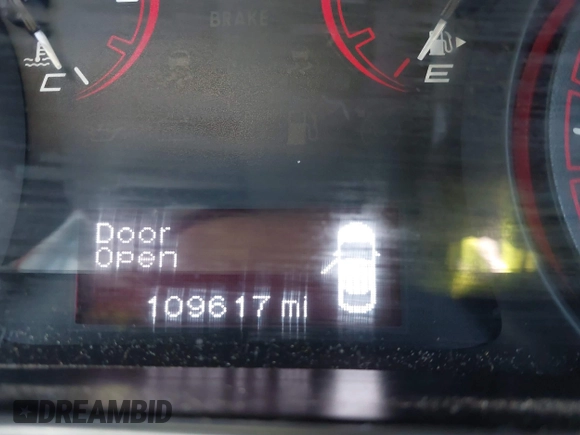 BRAKE
C
E
Door
Open
109617 mi
DREAMBID